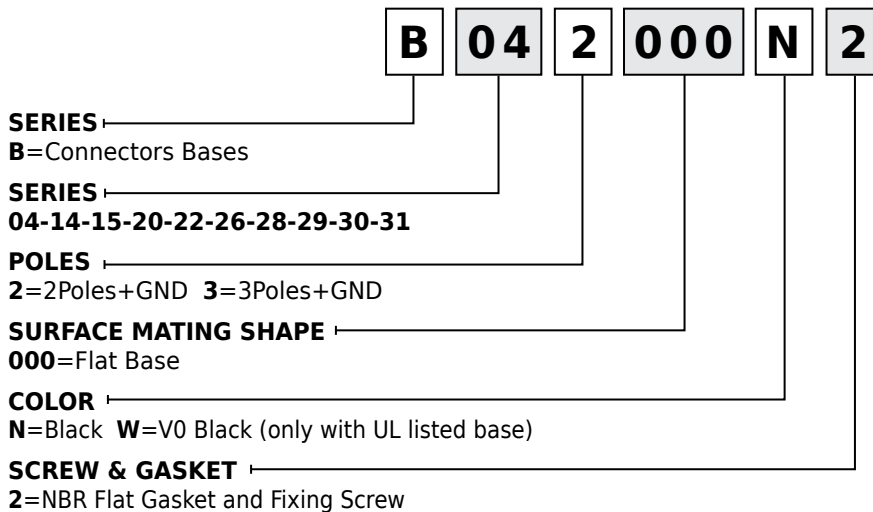 B 04 2 000 N 2
SERIES
B=Connectors Bases
SERIES
04-14-15-20-22-26-28-29-30-31
POLES
2=2Poles+GND 3=3Poles+GND
SURFACE MATING SHAPE
000=Flat Base
COLOR
N=Black W=V0 Black (only with UL listed base)
SCREW & GASKET
2=NBR Flat Gasket and Fixing Screw